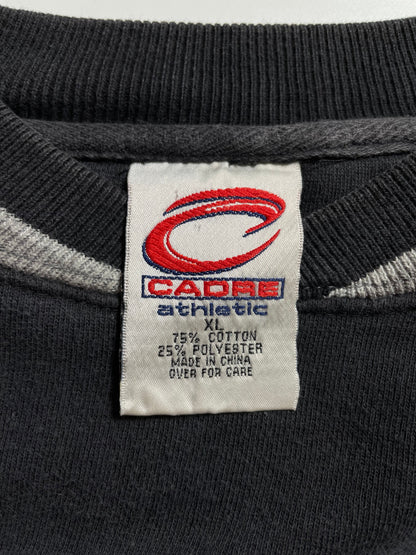 CADRE
athletic
XL
75% COTTON
25% POLYESTER
MADE IN CHINA
OVER FOR CARE